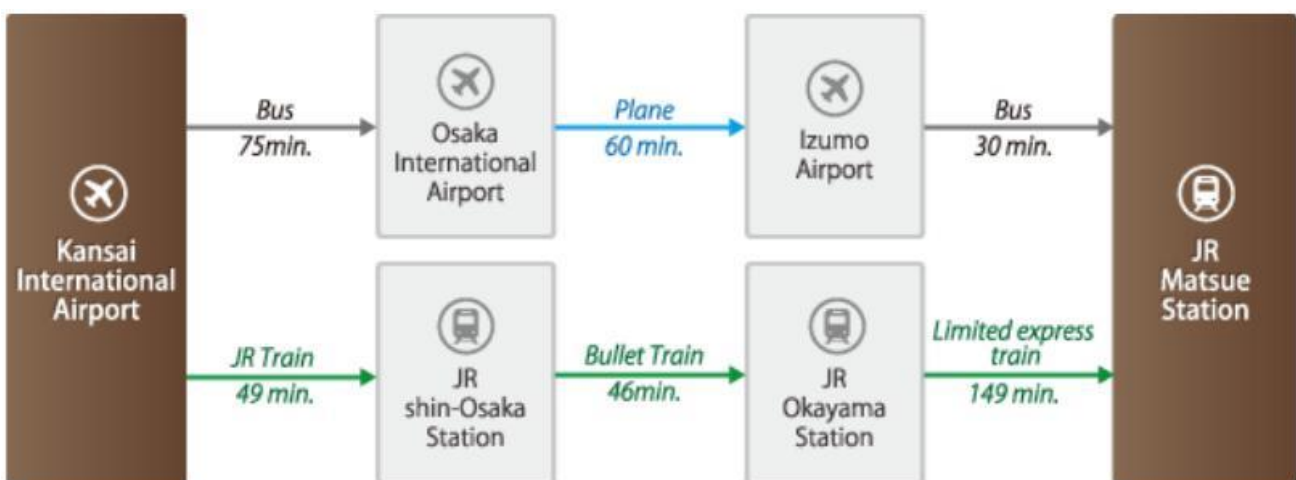 Kansai
International
Airport
Bus
75min.
Osaka
International
Airport
Plane
60 min.
Izumo
Airport
Bus
30 min.
JR Train
49 min.
JR
shin-Osaka
Station
Bullet Train
46min.
JR
Okayama
Station
Limited express
train
149 min.
JR
Matsue
Station